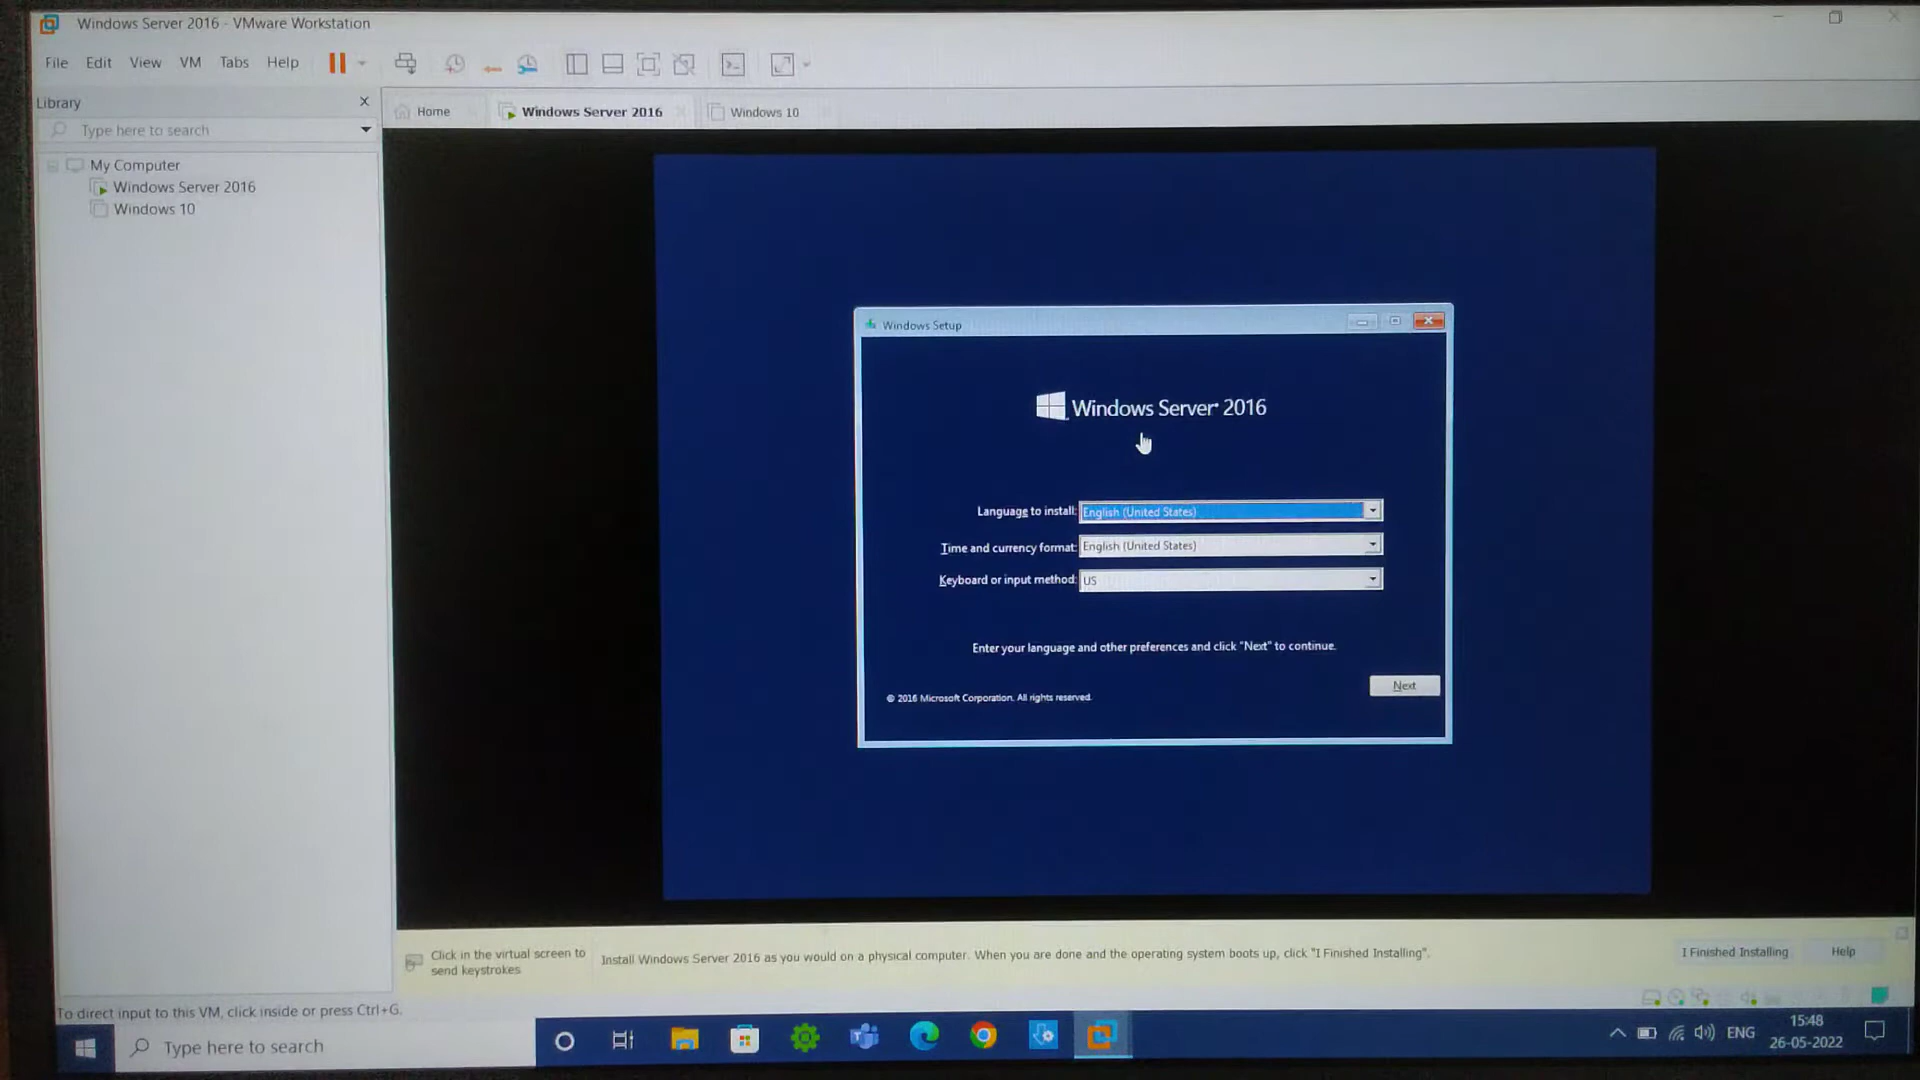 Windows Server 2016 - VMware Workstation
File Edit View VM Tabs Help
Library
Type here to search
My Computer
Windows Server 2016
Windows 10
Home
Windows Server 2016
Windows 10
Windows Setup
Windows Server 2016
Language to install: English (United States)
Time and currency format: English (United States)
Keyboard or input method: US
Enter your language and other preferences and click "Next" to continue.
Next
© 2016 Microsoft Corporation. All rights reserved.
Click in the virtual screen to
send keystrokes
Install Windows Server 2016 as you would on a physical computer. When you are done and the operating system boots up, click "I Finished Installing".
I Finished Installing
Help
To direct input to this VM, click inside or press Ctrl+G.
Type here to search
ENG
15:48
26-05-2022